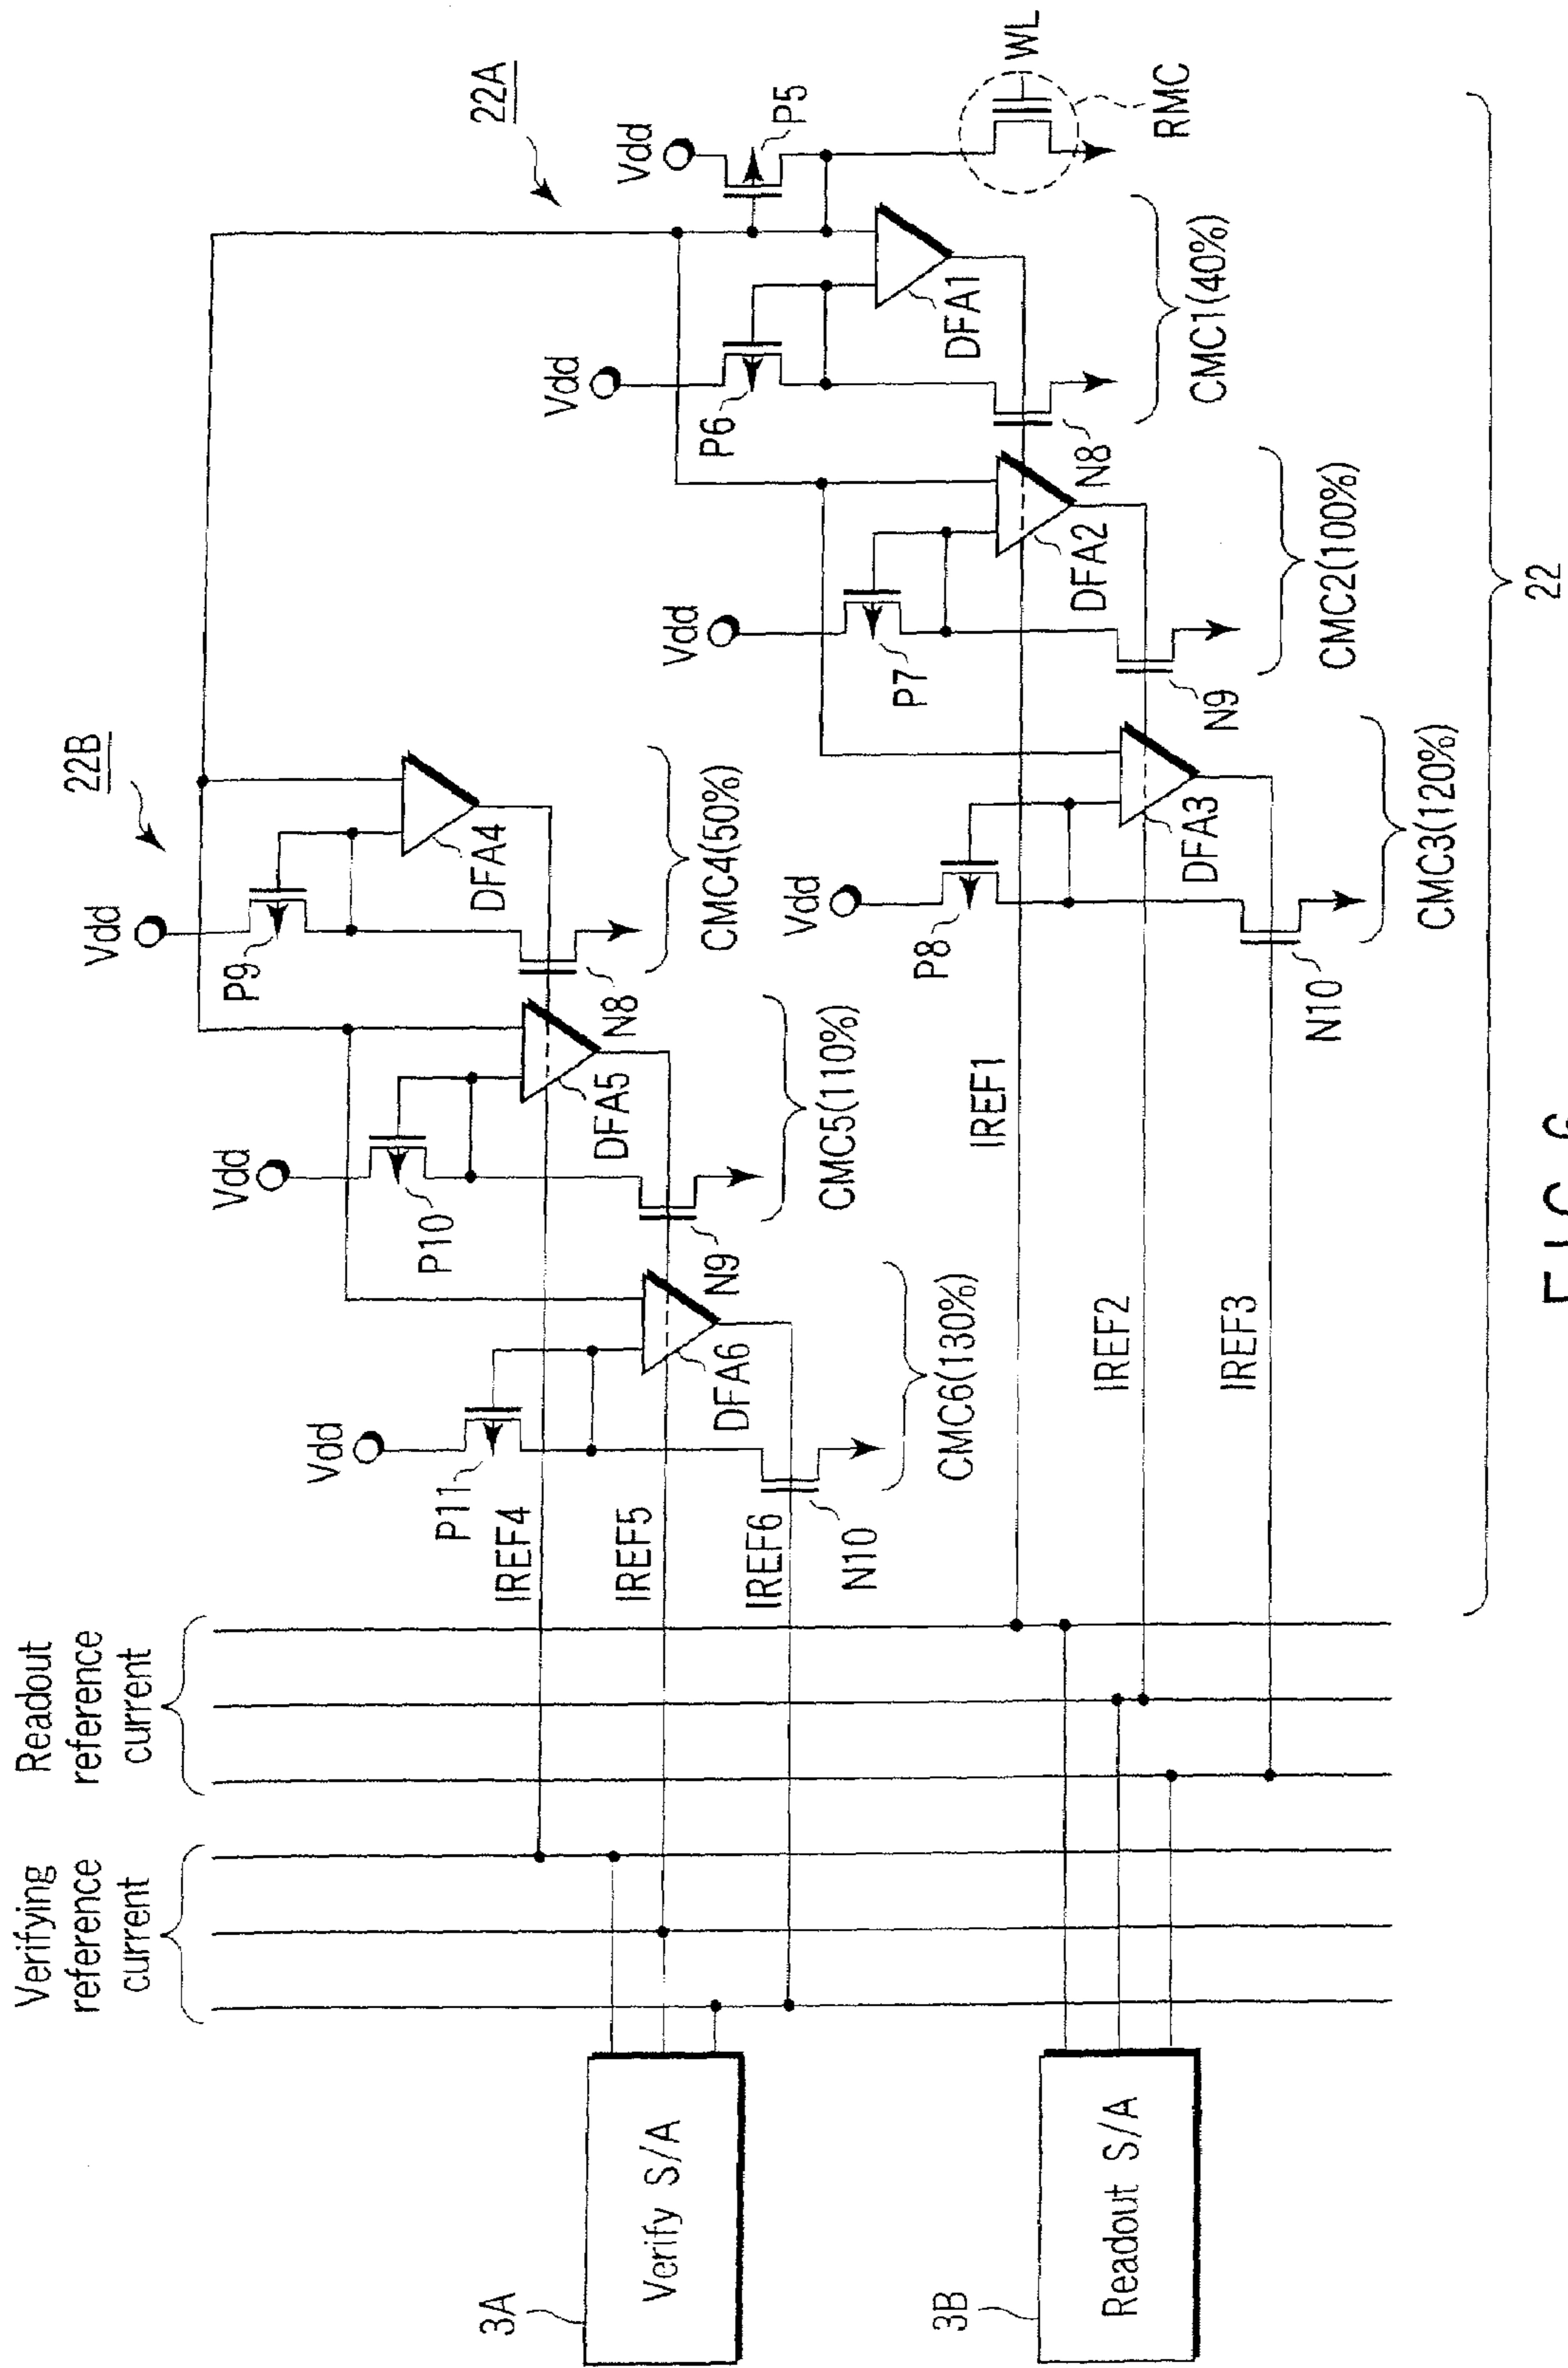 Verifying
reference
current
Readout
reference
current
22B
22A
Vdd
P9
DFA4
N8
CMC4(50%)
Vdd
P10
DFA5
N9
CMC5(110%)
Vdd
P11
DFA6
N10
CMC6(130%)
IREF4
IREF5
IREF6
Vdd
P5
WL
RMC
Vdd
P6
DFA1
N8
CMC1(40%)
Vdd
P7
DFA2
N9
CMC2(100%)
Vdd
P8
DFA3
N10
CMC3(120%)
IREF1
IREF2
IREF3
3A
Verify S/A
3B
Readout S/A
22